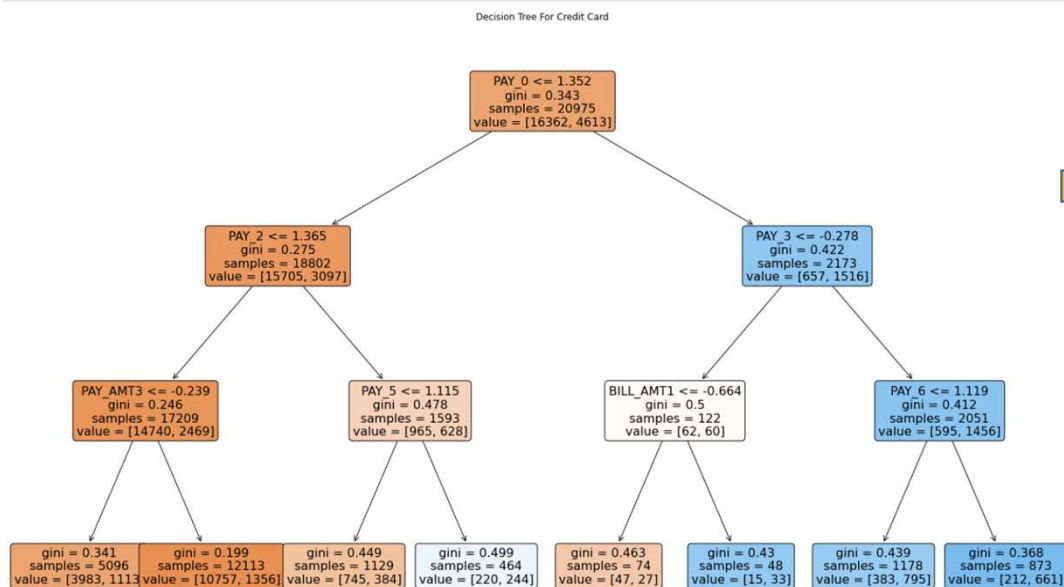 Decision Tree For Credit Card
PAY_0 <= 1.352
gini = 0.343
samples = 20975
value = [16362, 4613]
PAY_2 <= 1.365
gini = 0.275
samples = 18802
value = [15705, 3097]
PAY_3 <= -0.278
gini = 0.422
samples = 2173
value = [657, 1516]
PAY_AMT3 <= -0.239
gini = 0.246
samples = 17209
value = [14740, 2469]
PAY_5 <= 1.115
gini = 0.478
samples = 1593
value = [965, 628]
BILL_AMT1 <= -0.664
gini = 0.5
samples = 122
value = [62, 60]
PAY_6 <= 1.119
gini = 0.412
samples = 2051
value = [595, 1456]
gini = 0.341
samples = 5096
value = [3983, 1113
gini = 0.199
samples = 12113
value = [10757, 1356]
gini = 0.449
samples = 1129
value = [745, 384]
gini = 0.499
samples = 464
value = [220, 244]
gini = 0.463
samples = 74
value = [47, 27]
gini = 0.43
samples = 48
value = [15, 33]
gini = 0.439
samples = 1178
value = [383, 795]
gini = 0.368
samples = 873
value = [212,